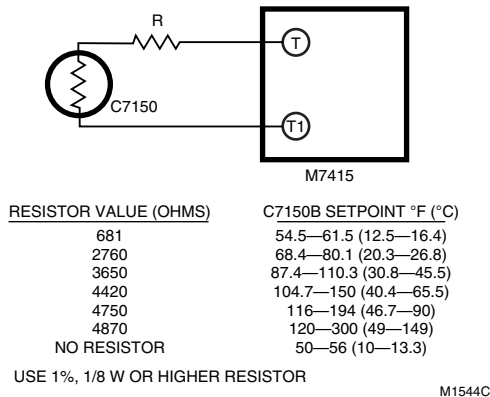 R
T
C7150
T1
M7415
RESISTOR VALUE (OHMS) C7150B SETPOINT °F (°C)
681 54.5—61.5 (12.5—16.4)
2760 68.4—80.1 (20.3—26.8)
3650 87.4—110.3 (30.8—45.5)
4420 104.7—150 (40.4—65.5)
4750 116—194 (46.7—90)
4870 120—300 (49—149)
NO RESISTOR 50—56 (10—13.3)
USE 1%, 1/8 W OR HIGHER RESISTOR
M1544C